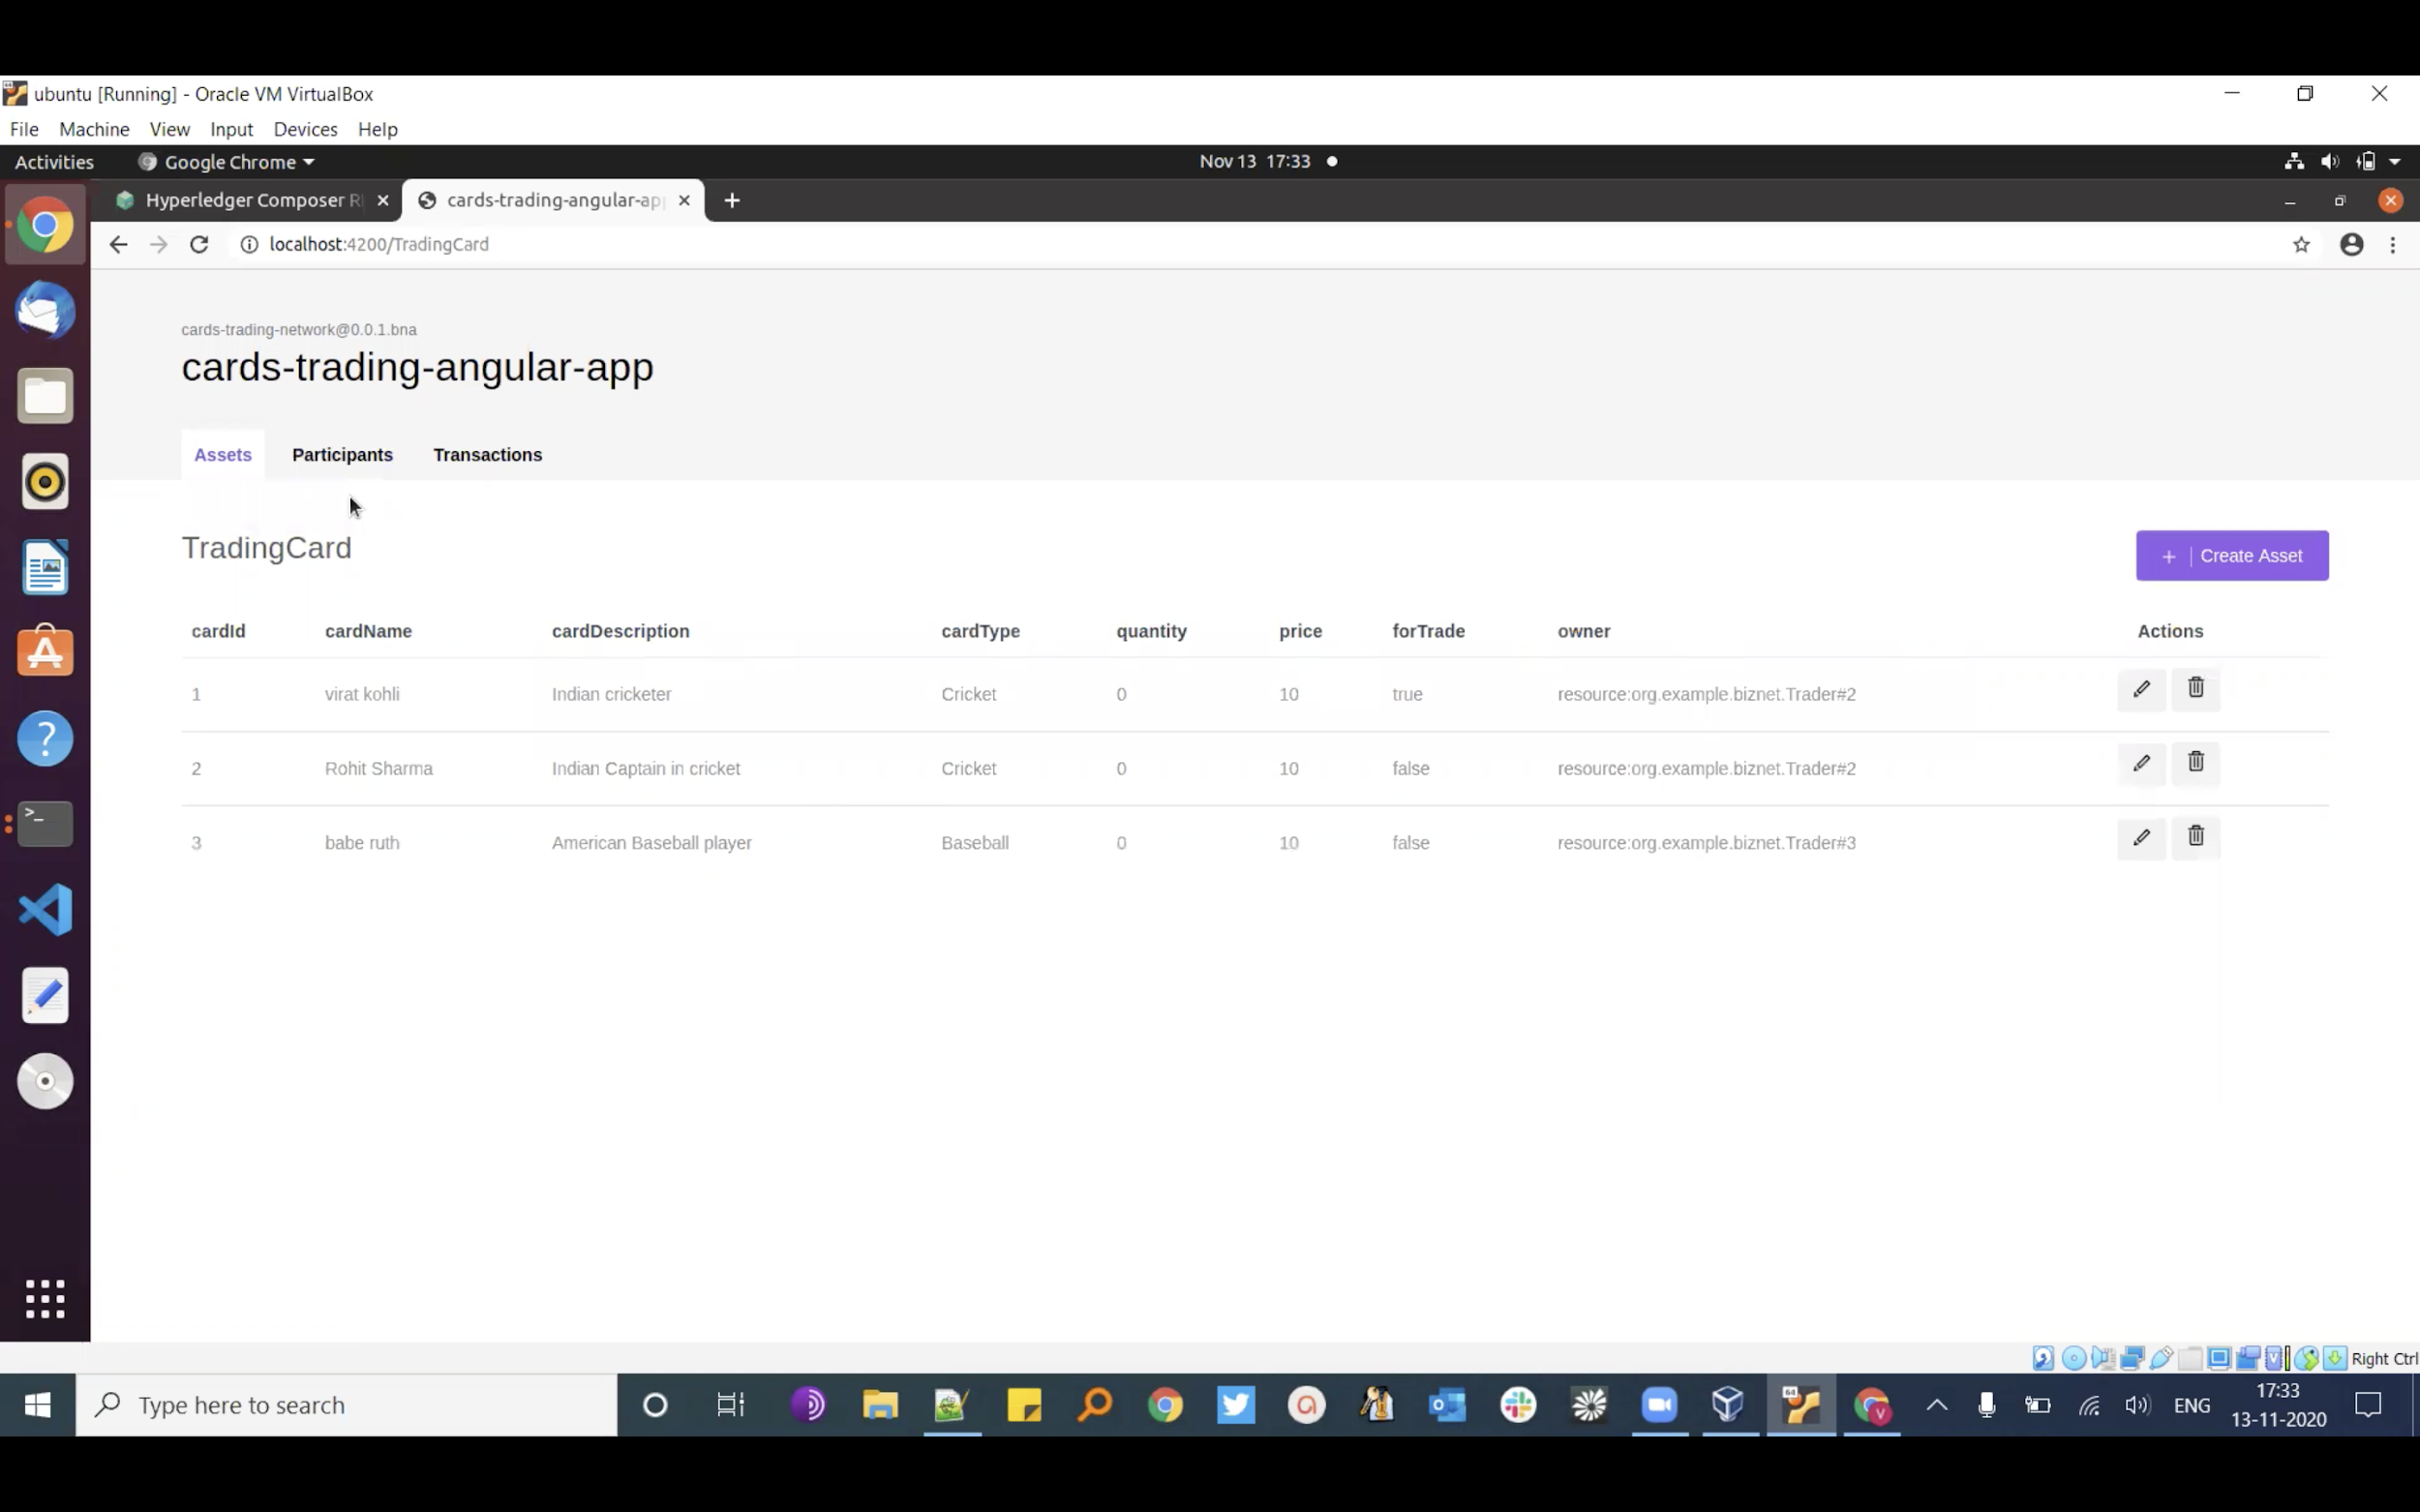 ubuntu [Running] - Oracle VM VirtualBox
File Machine View Input Devices Help
Activities Google Chrome Nov 13 17:33
Hyperledger Composer R cards-trading-angular-ap
localhost:4200/TradingCard
cards-trading-network@0.0.1.bna
cards-trading-angular-app
Assets Participants Transactions
TradingCard
+ | Create Asset
cardId cardName cardDescription cardType quantity price forTrade owner Actions
1 virat kohli Indian cricketer Cricket 0 10 true resource:org.example.biznet.Trader#2
2 Rohit Sharma Indian Captain in cricket Cricket 0 10 false resource:org.example.biznet.Trader#2
3 babe ruth American Baseball player Baseball 0 10 false resource:org.example.biznet.Trader#3
Right Ctrl
Type here to search
ENG
17:33
13-11-2020